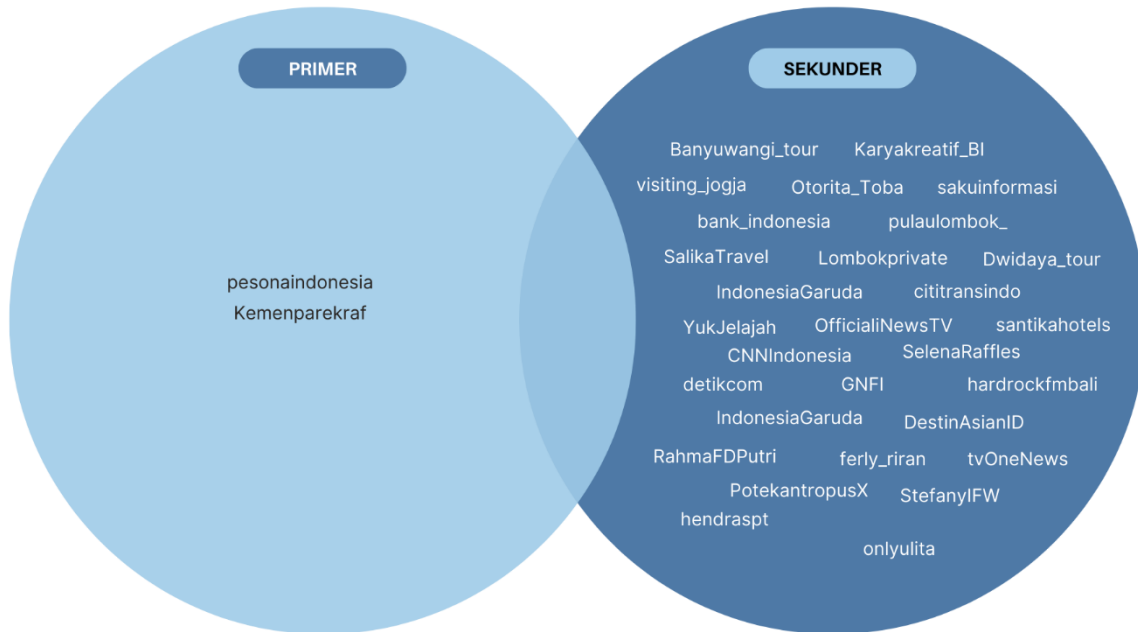 PRIMER
pesonaindonesia
Kemenparekraf
SEKUNDER
Banyuwangi_tour Karyakreatif_BI
visiting_jogja Otorita_Toba sakuinformasi
bank_indonesia pulaulombok_
SalikaTravel Lombokprivate Dwidaya_tour
IndonesiaGaruda cititransindo
YukJelajah OfficialiNewsTV santikahotels
CNNIndonesia SelenaRaffles
detikcom GNFI hardrockfmbali
IndonesiaGaruda DestinAsianID
RahmaFDPutri ferly_riran tvOneNews
PotekantropusX StefanyIFW
hendraspt
onlyulita